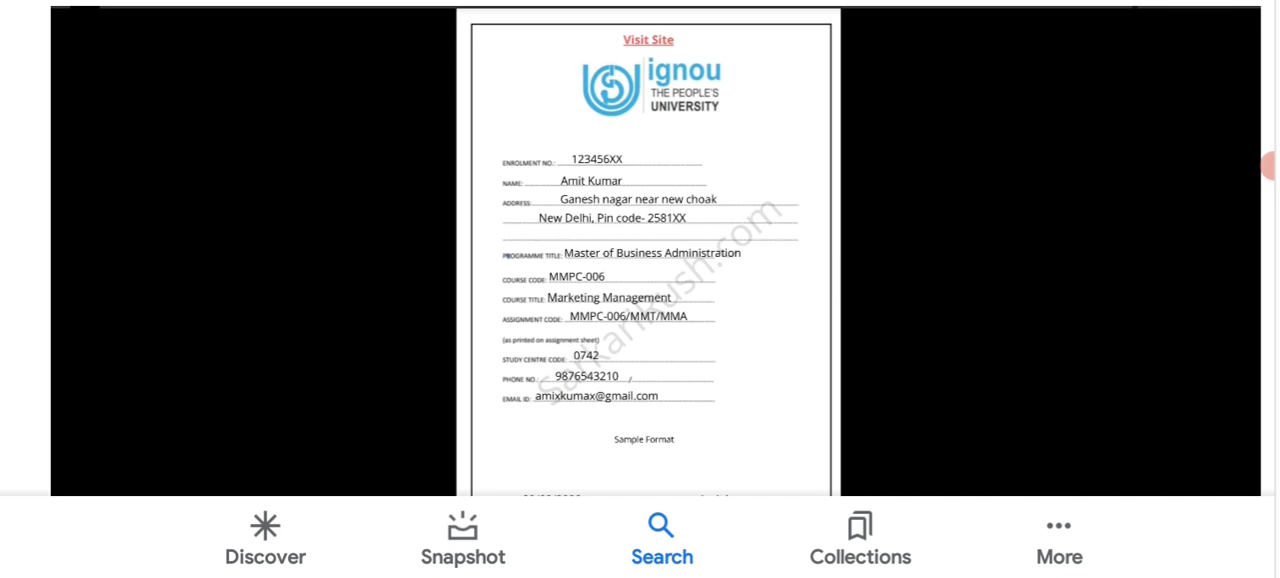 Visit Site
ignou
THE PEOPLE'S
UNIVERSITY
ENROLMENT NO.: 123456XX
NAME: Amit Kumar
ADDRESS: Ganesh nagar near new choak
New Delhi, Pin code- 2581XX
PROGRAMME TITLE: Master of Business Administration
COURSE CODE: MMPC-006
COURSE TITLE: Marketing Management
ASSIGNMENT CODE: MMPC-006/MMT/MMA
(as printed on assignment sheet)
STUDY CENTRE CODE: 0742
PHONE NO.: 9876543210 /
EMAIL ID: amixkumax@gmail.com
Sarkarikush.com
Sample Format
Discover Snapshot Search Collections More